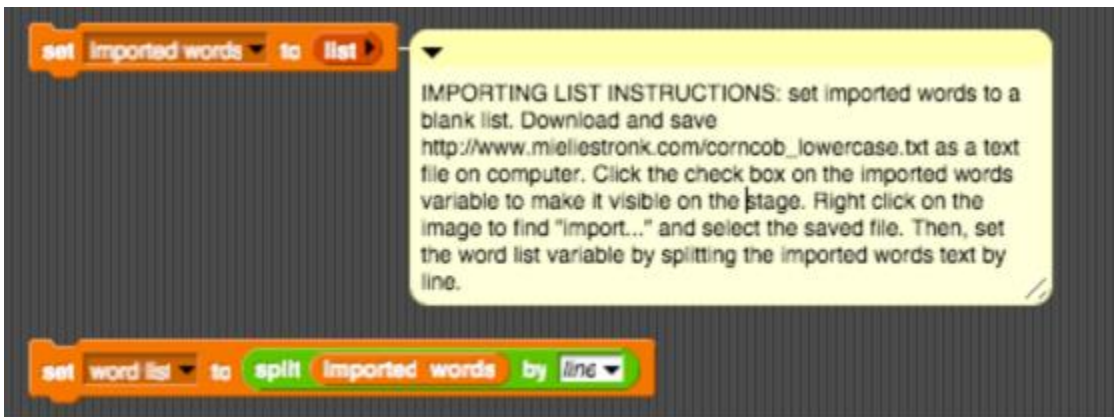 set imported words to list
IMPORTING LIST INSTRUCTIONS: set imported words to a
blank list. Download and save
http://www.mieliestronk.com/corncob_lowercase.txt as a text
file on computer. Click the check box on the imported words
variable to make it visible on the stage. Right click on the
image to find "import..." and select the saved file. Then, set
the word list variable by splitting the imported words text by
line.
set word list to split imported words by line